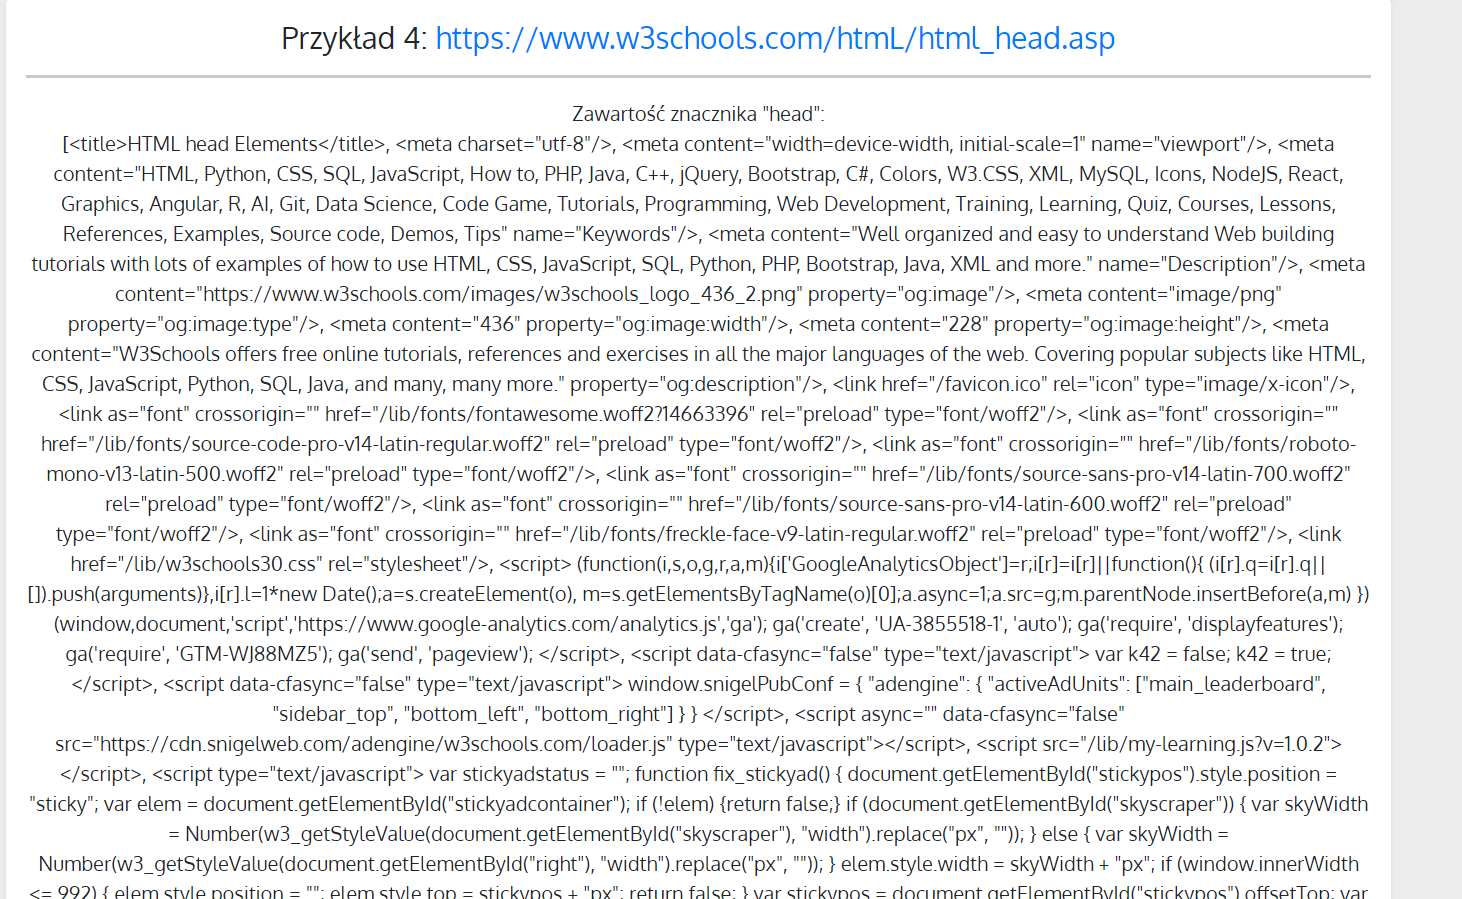 Przykład 4: https://www.w3schools.com/htmL/html_head.asp
Zawartość znacznika "head":
[<title>HTML head Elements</title>, <meta charset="utf-8"/>, <meta content="width=device-width, initial-scale=1" name="viewport"/>, <meta
content="HTML, Python, CSS, SQL, JavaScript, How to, PHP, Java, C++, jQuery, Bootstrap, C#, Colors, W3.CSS, XML, MySQL, Icons, NodeJS, React,
Graphics, Angular, R, AI, Git, Data Science, Code Game, Tutorials, Programming, Web Development, Training, Learning, Quiz, Courses, Lessons,
References, Examples, Source code, Demos, Tips" name="Keywords"/>, <meta content="Well organized and easy to understand Web building
tutorials with lots of examples of how to use HTML, CSS, JavaScript, SQL, Python, PHP, Bootstrap, Java, XML and more." name="Description"/>, <meta
content="https://www.w3schools.com/images/w3schools_logo_436_2.png" property="og:image"/>, <meta content="image/png"
property="og:image:type"/>, <meta content="436" property="og:image:width"/>, <meta content="228" property="og:image:height"/>, <meta
content="W3Schools offers free online tutorials, references and exercises in all the major languages of the web. Covering popular subjects like HTML,
CSS, JavaScript, Python, SQL, Java, and many, many more." property="og:description"/>, <link href="/favicon.ico" rel="icon" type="image/x-icon"/>,
<link as="font" crossorigin="" href="/lib/fonts/fontawesome.woff2?14663396" rel="preload" type="font/woff2"/>, <link as="font" crossorigin=""
href="/lib/fonts/source-code-pro-v14-latin-regular.woff2" rel="preload" type="font/woff2"/>, <link as="font" crossorigin="" href="/lib/fonts/roboto-
mono-v13-latin-500.woff2" rel="preload" type="font/woff2"/>, <link as="font" crossorigin="" href="/lib/fonts/source-sans-pro-v14-latin-700.woff2"
rel="preload" type="font/woff2"/>, <link as="font" crossorigin="" href="/lib/fonts/source-sans-pro-v14-latin-600.woff2" rel="preload"
type="font/woff2"/>, <link as="font" crossorigin="" href="/lib/fonts/freckle-face-v9-latin-regular.woff2" rel="preload" type="font/woff2"/>, <link
href="/lib/w3schools30.css" rel="stylesheet"/>, <script> (function(i,s,o,g,r,a,m){i['GoogleAnalyticsObject']=r;i[r]=i[r]||function(){ (i[r].q=i[r].q||
[]).push(arguments)},i[r].l=1*new Date();a=s.createElement(o), m=s.getElementsByTagName(o)[0];a.async=1;a.src=g;m.parentNode.insertBefore(a,m) })
(window,document,'script','https://www.google-analytics.com/analytics.js','ga'); ga('create', 'UA-3855518-1', 'auto'); ga('require', 'displayfeatures');
ga('require', 'GTM-WJ88MZ5'); ga('send', 'pageview'); </script>, <script data-cfasync="false" type="text/javascript"> var k42 = false; k42 = true;
</script>, <script data-cfasync="false" type="text/javascript"> window.snigelPubConf = { "adengine": { "activeAdUnits": ["main_leaderboard",
"sidebar_top", "bottom_left", "bottom_right"] } } </script>, <script async="" data-cfasync="false"
src="https://cdn.snigelweb.com/adengine/w3schools.com/loader.js" type="text/javascript"></script>, <script src="/lib/my-learning.js?v=1.0.2">
</script>, <script type="text/javascript"> var stickyadstatus = ""; function fix_stickyad() { document.getElementById("stickypos").style.position =
"sticky"; var elem = document.getElementById("stickyadcontainer"); if (!elem) {return false;} if (document.getElementById("skyscraper")) { var skyWidth
= Number(w3_getStyleValue(document.getElementById("skyscraper"), "width").replace("px", "")); } else { var skyWidth =
Number(w3_getStyleValue(document.getElementById("right"), "width").replace("px", "")); } elem.style.width = skyWidth + "px"; if (window.innerWidth
<= 992) { elem.style.position = ""; elem.style.top = stickypos + "px"; return false; } var stickypos = document.getElementById("stickypos").offsetTop; var